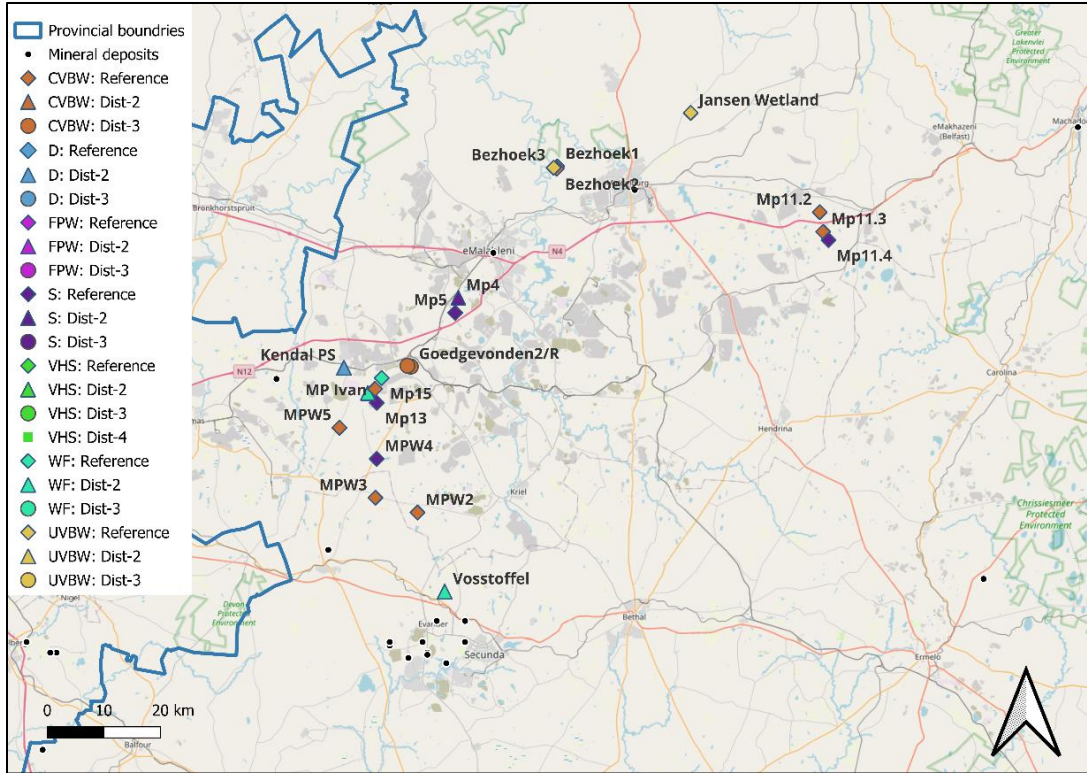 Provincial boundries
Mineral deposits
CVBW: Reference
CVBW: Dist-2
CVBW: Dist-3
D: Reference
D: Dist-2
D: Dist-3
FPW: Reference
FPW: Dist-2
FPW: Dist-3
S: Reference
S: Dist-2
S: Dist-3
VHS: Reference
VHS: Dist-2
VHS: Dist-3
VHS: Dist-4
WF: Reference
WF: Dist-2
WF: Dist-3
UVBW: Reference
UVBW: Dist-2
UVBW: Dist-3
0 10 20 km
Greater
Lakenvlei
Protected
Environment
Jansen Wetland
eMakhazeni
(Belfast)
Bezhoek3
Bezhoek1
Bezhoek2
Bronkhorstspruit
Mp11.2
Mp11.3
Mp11.4
N4
Mp4
Mp5
Kendal PS
Goedgevonden2/R
N12
MP Ivan
Mp15
Mp13
MPW5
MPW4
Carolina
Hendrina
MPW3
MPW2
Kriel
Chrissiesmeer
Protected
Environment
Vosstoffel
Nigel
Devon
Protected
Environment
Evander
Secunda
Bethal
Ermelo
Balfour